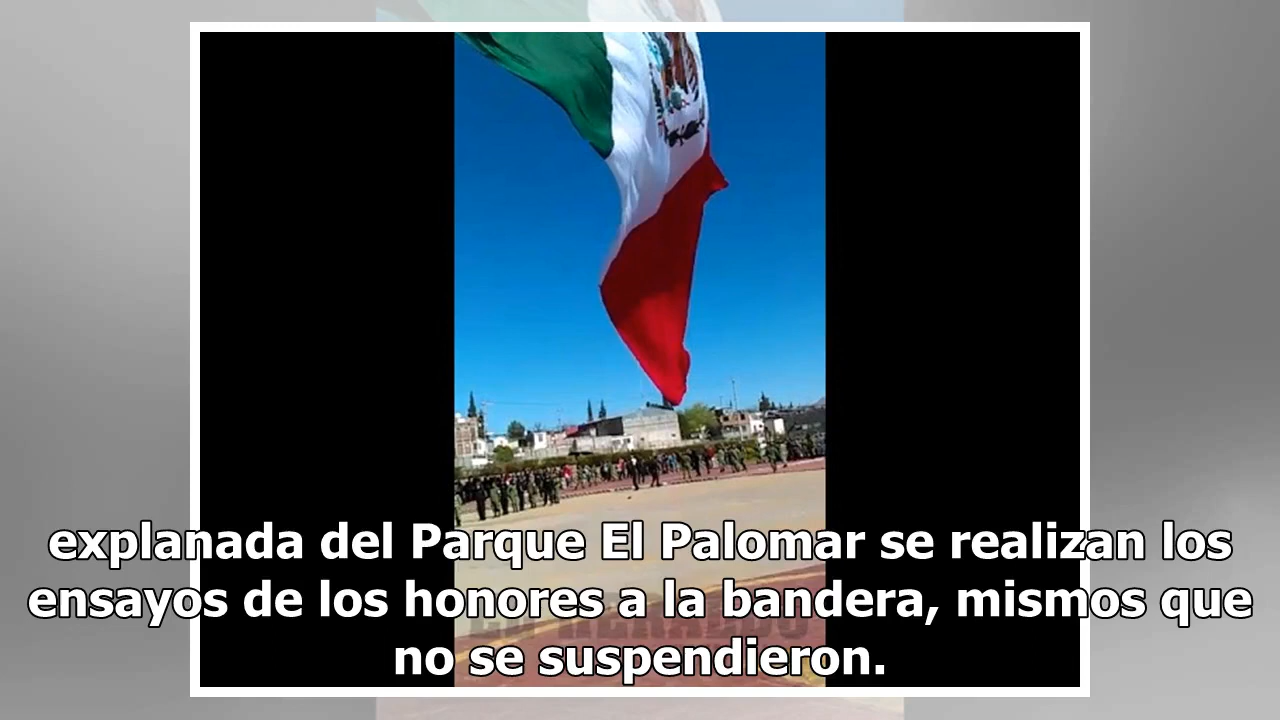 explanada del Parque El Palomar se realizan los
ensayos de los honores a la bandera, mismos que
no se suspendieron.